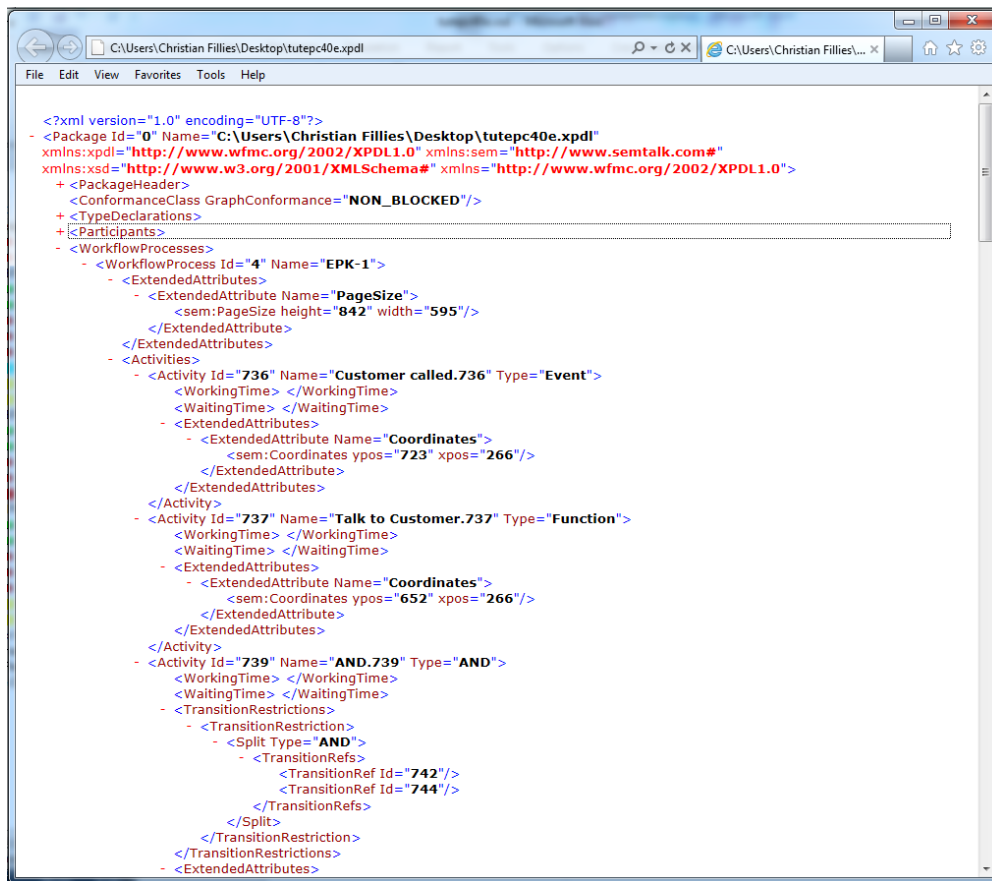 C:\Users\Christian Fillies\Desktop\tutepc40e.xpdl
C:\Users\Christian Fillies\... ×
File Edit View Favorites Tools Help
<?xml version="1.0" encoding="UTF-8"?>
- <Package Id="0" Name="C:\Users\Christian Fillies\Desktop\tutepc40e.xpdl"
xmlns:xpdl="http://www.wfmc.org/2002/XPDL1.0" xmlns:sem="http://www.semtalk.com#"
xmlns:xsd="http://www.w3.org/2001/XMLSchema#" xmlns="http://www.wfmc.org/2002/XPDL1.0">
+ <PackageHeader>
<ConformanceClass GraphConformance="NON_BLOCKED"/>
+ <TypeDeclarations>
+ <Participants>
- <WorkflowProcesses>
- <WorkflowProcess Id="4" Name="EPK-1">
- <ExtendedAttributes>
- <ExtendedAttribute Name="PageSize">
<sem:PageSize height="842" width="595"/>
</ExtendedAttribute>
</ExtendedAttributes>
- <Activities>
- <Activity Id="736" Name="Customer called.736" Type="Event">
<WorkingTime> </WorkingTime>
<WaitingTime> </WaitingTime>
- <ExtendedAttributes>
- <ExtendedAttribute Name="Coordinates">
<sem:Coordinates ypos="723" xpos="266"/>
</ExtendedAttribute>
</ExtendedAttributes>
</Activity>
- <Activity Id="737" Name="Talk to Customer.737" Type="Function">
<WorkingTime> </WorkingTime>
<WaitingTime> </WaitingTime>
- <ExtendedAttributes>
- <ExtendedAttribute Name="Coordinates">
<sem:Coordinates ypos="652" xpos="266"/>
</ExtendedAttribute>
</ExtendedAttributes>
</Activity>
- <Activity Id="739" Name="AND.739" Type="AND">
<WorkingTime> </WorkingTime>
<WaitingTime> </WaitingTime>
- <TransitionRestrictions>
- <TransitionRestriction>
- <Split Type="AND">
- <TransitionRefs>
<TransitionRef Id="742"/>
<TransitionRef Id="744"/>
</TransitionRefs>
</Split>
</TransitionRestriction>
</TransitionRestrictions>
- <ExtendedAttributes>